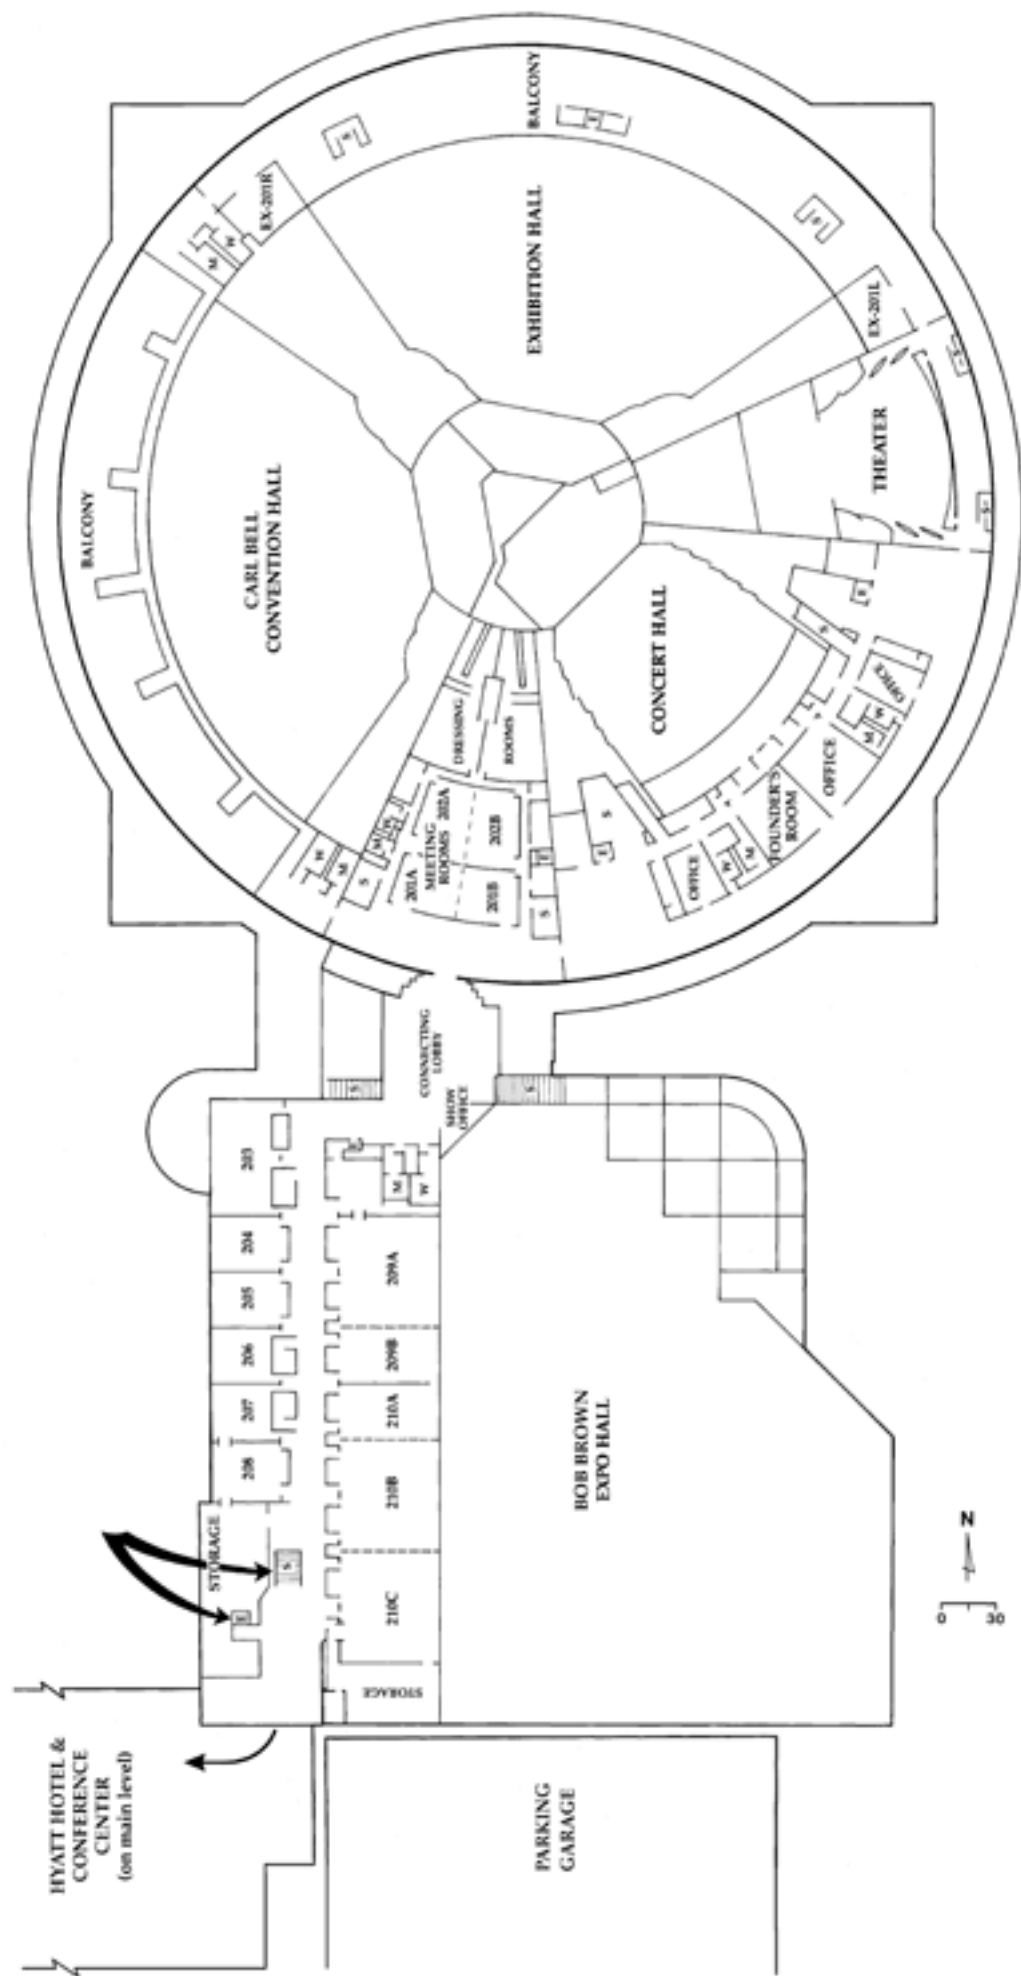 BALCONY
S
E
EX-201R
M
W
EXHIBITION HALL
S
EX-201L
BALCONY
CARL BELL
CONVENTION HALL
THEATER
S
S
CONCERT HALL
E
S
OFFICE
M
W
OFFICE
FOUNDER'S
ROOM
W
M
OFFICE
S
E
DRESSING
ROOMS
202A
MEETING
ROOMS
201A
202B
201B
E
S
M
W
S
W
M
CONNECTING
LOBBY
SHOW
OFFICE
S
S
E
M
W
203
204
205
206
207
208
209A
209B
210A
210B
210C
STORAGE
S
E
STORAGE
BOB BROWN
EXPO HALL
HYATT HOTEL &
CONFERENCE
CENTER
(on main level)
PARKING
GARAGE
N
0 30